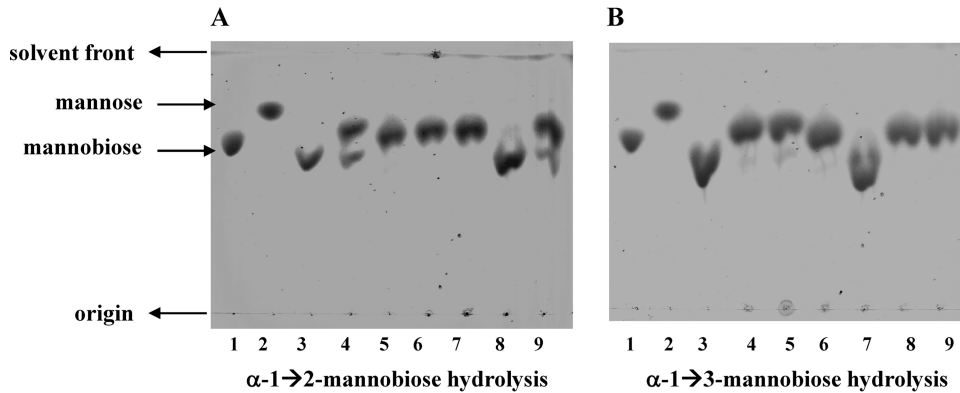 A
B
solvent front
mannose
mannobiose
origin
1 2 3 4 5 6 7 8 9
1 2 3 4 5 6 7 8 9
α-1→2-mannobiose hydrolysis
α-1→3-mannobiose hydrolysis